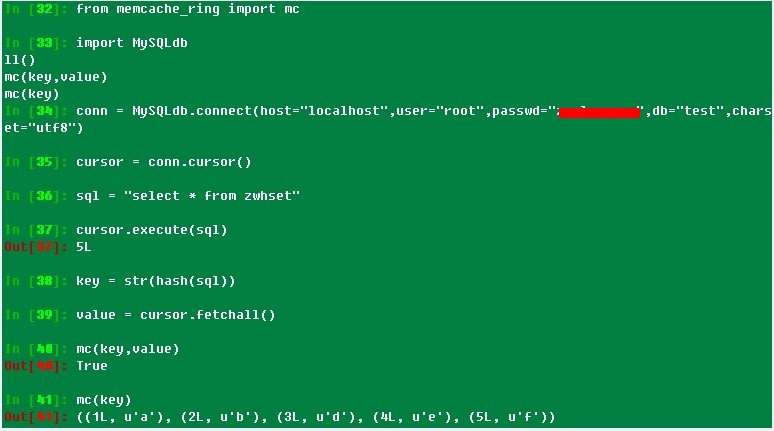 In [32]: from memcache_ring import mc
In [33]: import MySQLdb
ll()
mc(key,value)
mc(key)
In [34]: conn = MySQLdb.connect(host="localhost",user="root",passwd="",db="test",chars
et="utf8")
In [35]: cursor = conn.cursor()
In [36]: sql = "select * from zwhset"
In [37]: cursor.execute(sql)
Out[37]: 5L
In [38]: key = str(hash(sql))
In [39]: value = cursor.fetchall()
In [40]: mc(key,value)
Out[40]: True
In [41]: mc(key)
Out[41]: ((1L, u'a'), (2L, u'b'), (3L, u'd'), (4L, u'e'), (5L, u'f'))